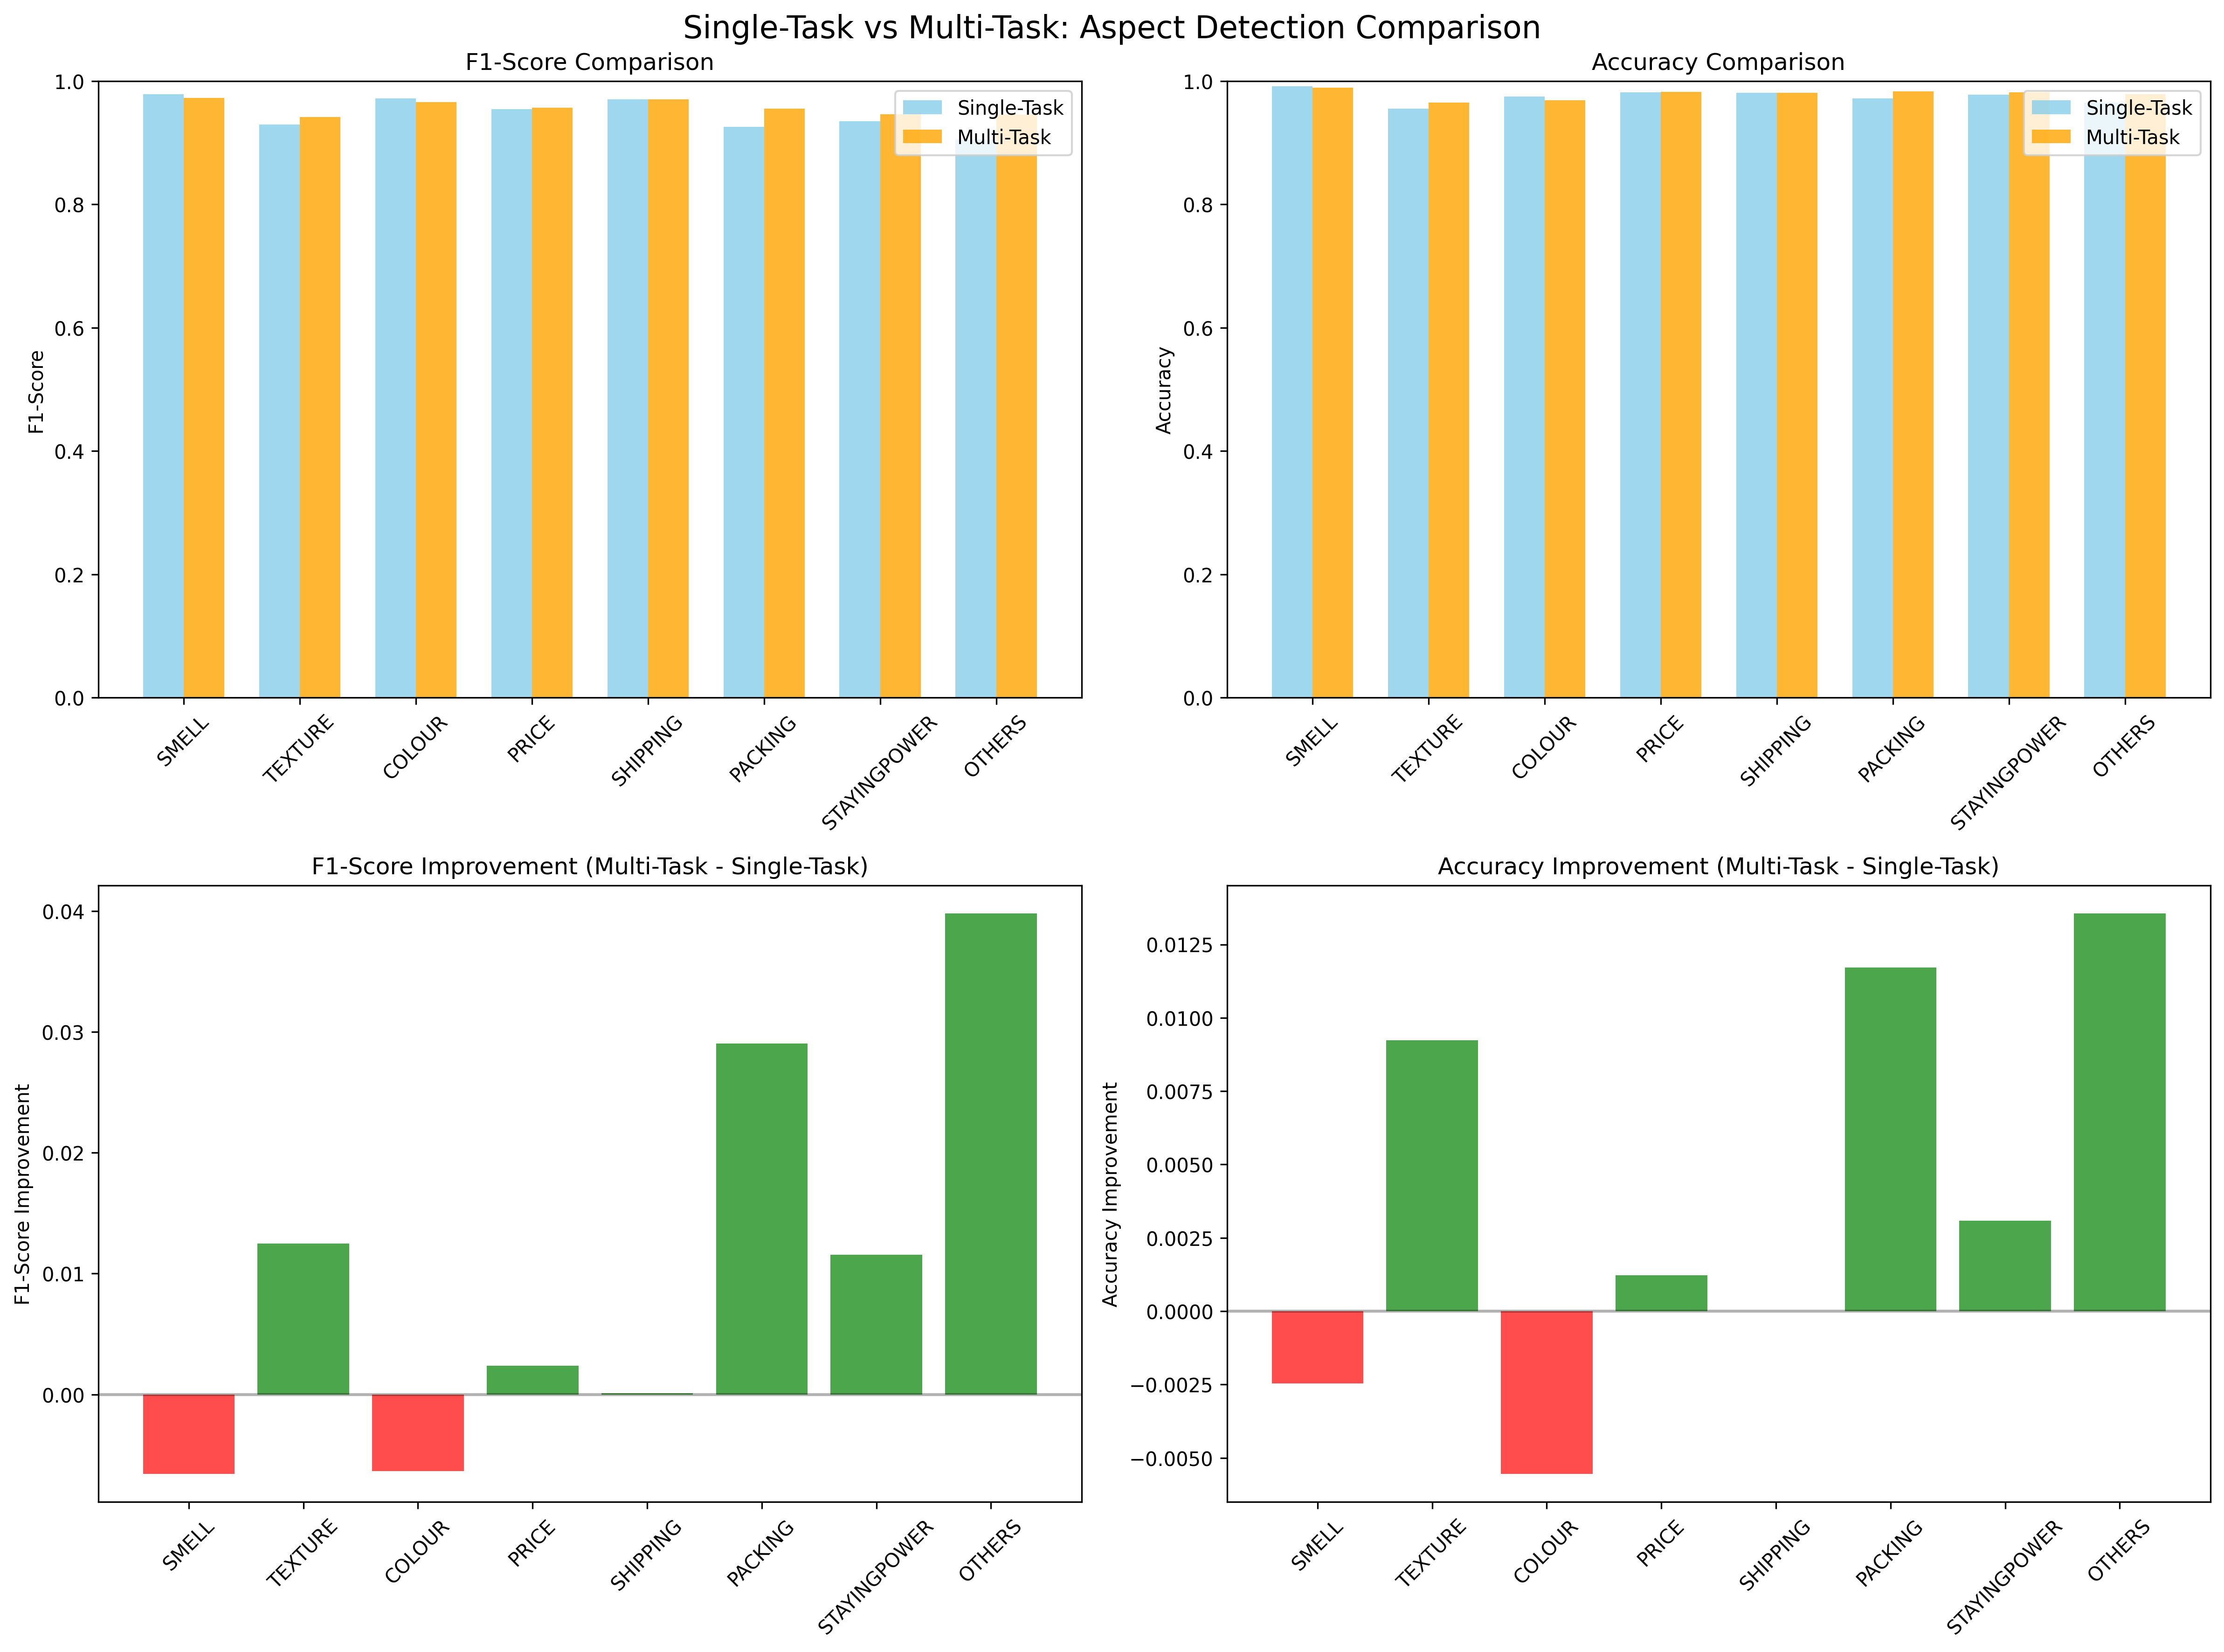 Single-Task vs Multi-Task: Aspect Detection Comparison
F1-Score Comparison
1.0
0.8
0.6
0.4
0.2
0.0
F1-Score
Single-Task
Multi-Task
SMELL
TEXTURE
COLOUR
PRICE
SHIPPING
PACKING
STAYINGPOWER
OTHERS
Accuracy Comparison
1.0
0.8
0.6
0.4
0.2
0.0
Accuracy
Single-Task
Multi-Task
SMELL
TEXTURE
COLOUR
PRICE
SHIPPING
PACKING
STAYINGPOWER
OTHERS
F1-Score Improvement (Multi-Task - Single-Task)
0.04
0.03
0.02
0.01
0.00
F1-Score Improvement
SMELL
TEXTURE
COLOUR
PRICE
SHIPPING
PACKING
STAYINGPOWER
OTHERS
Accuracy Improvement (Multi-Task - Single-Task)
0.0125
0.0100
0.0075
0.0050
0.0025
0.0000
−0.0025
−0.0050
Accuracy Improvement
SMELL
TEXTURE
COLOUR
PRICE
SHIPPING
PACKING
STAYINGPOWER
OTHERS